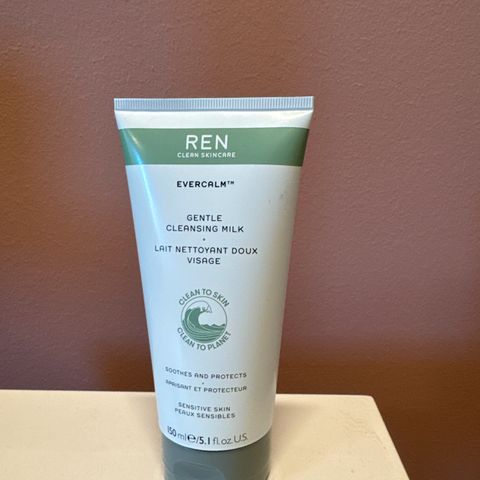 REN
CLEAN SKINCARE
EVERCALM™
GENTLE
CLEANSING MILK
•
LAIT NETTOYANT DOUX
VISAGE
CLEAN TO SKIN
CLEAN TO PLANET
SOOTHES AND PROTECTS
•
APAISANT ET PROTECTEUR
SENSITIVE SKIN
PEAUX SENSIBLES
150 ml℮/5.1 fl.oz.U.S.